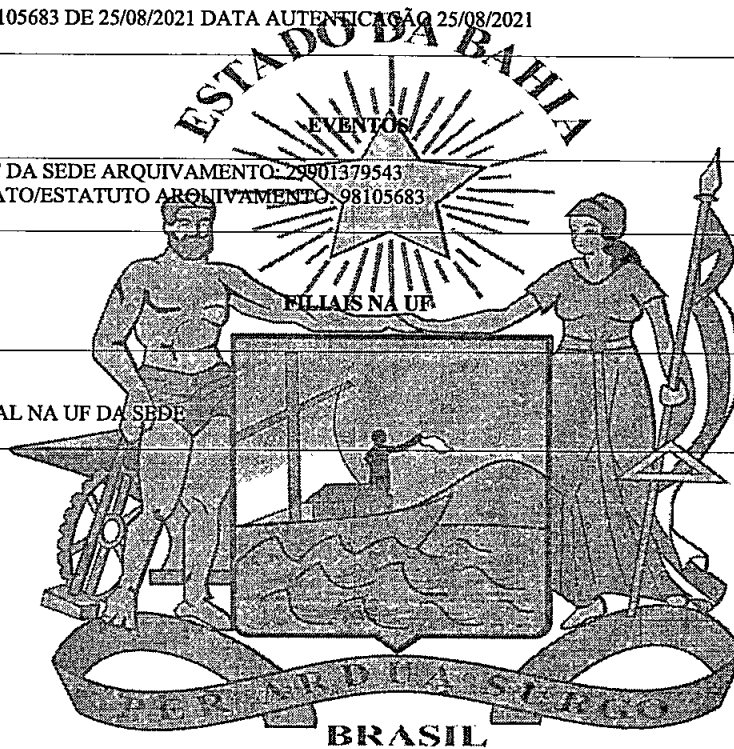 105683 DE 25/08/2021 DATA AUTENTICAÇÃO 25/08/2021
ESTADO DA BAHIA
EVENTOS
DA SEDE ARQUIVAMENTO: 29901379543
ATO/ESTATUTO ARQUIVAMENTO: 98105683
FILIAIS NA UF
AL NA UF DA SEDE
PER ARDUA SURGO
BRASIL